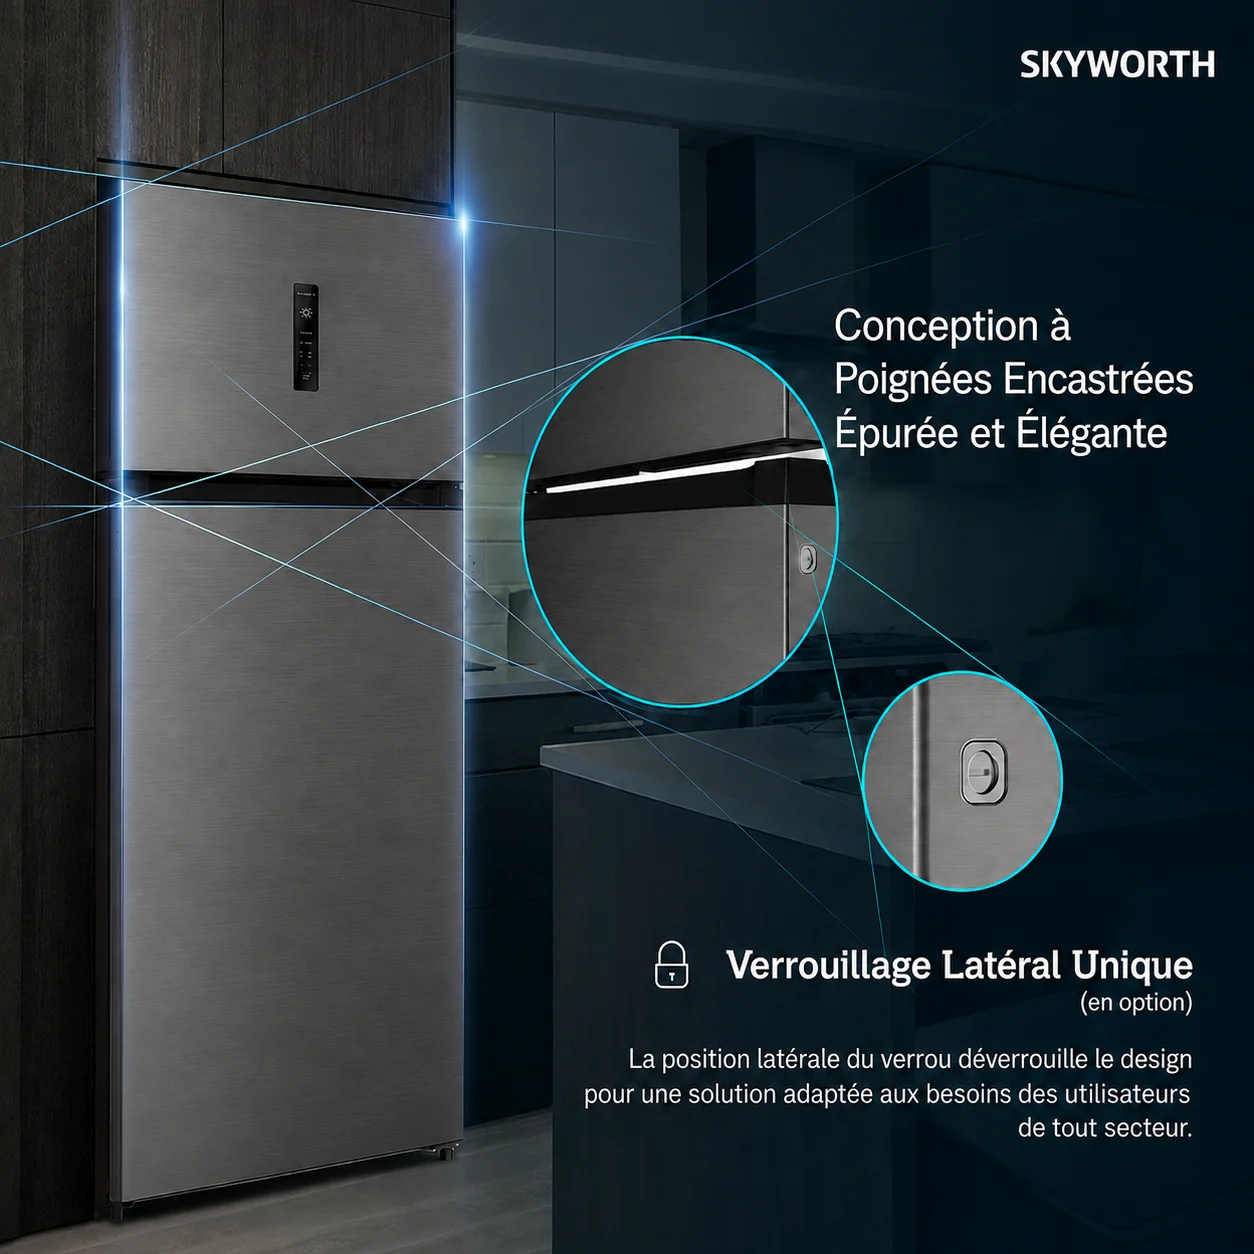 SKYWORTH
Conception à
Poignées Encastrées
Épurée et Élégante
Verrouillage Latéral Unique
(en option)
La position latérale du verrou déverrouille le design
pour une solution adaptée aux besoins des utilisateurs
de tout secteur.